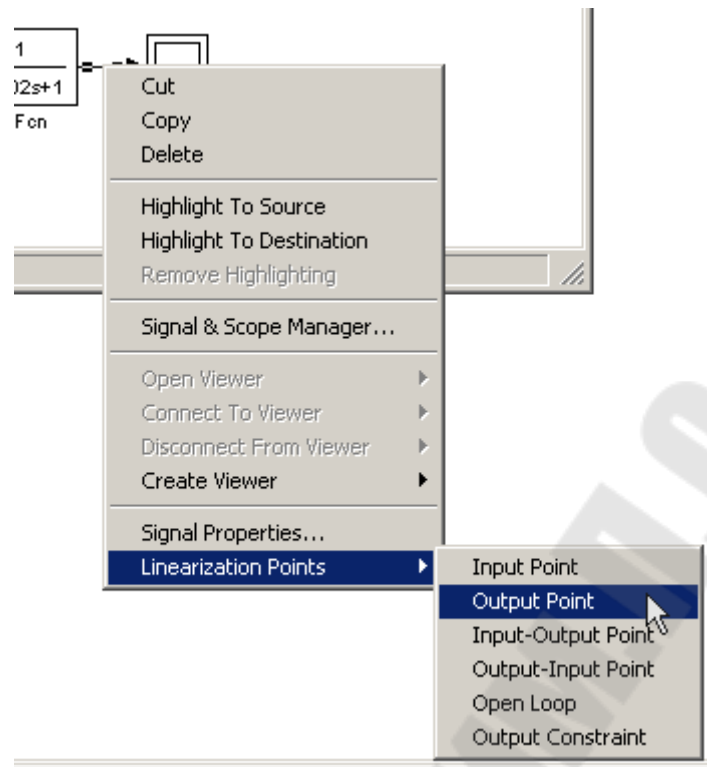 1
02s+1
Fcn
Cut
Copy
Delete
Highlight To Source
Highlight To Destination
Remove Highlighting
Signal & Scope Manager...
Open Viewer
Connect To Viewer
Disconnect From Viewer
Create Viewer
Signal Properties...
Linearization Points
Input Point
Output Point
Input-Output Point
Output-Input Point
Open Loop
Output Constraint